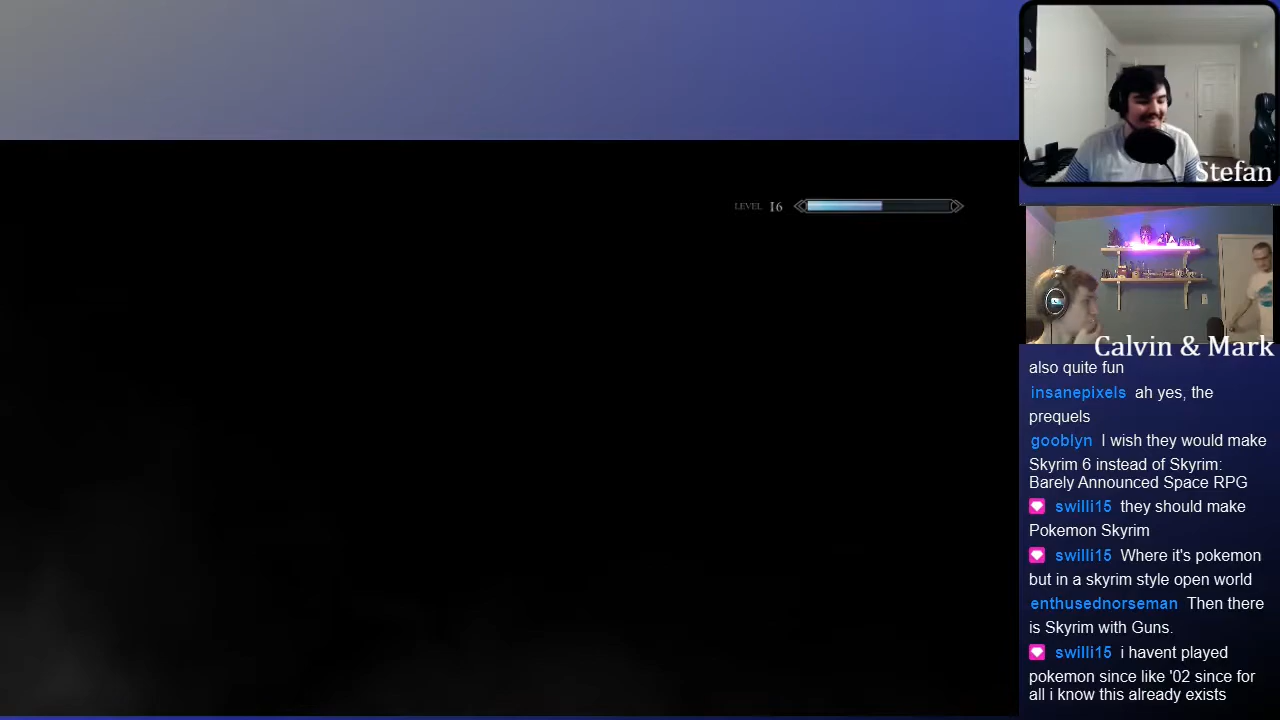 LEVEL 16
Stefan
Calvin & Mark
also quite fun
insanepixels ah yes, the
prequels
gooblyn I wish they would make
Skyrim 6 instead of Skyrim:
Barely Announced Space RPG
swilli15 they should make
Pokemon Skyrim
swilli15 Where it's pokemon
but in a skyrim style open world
enthusednorseman Then there
is Skyrim with Guns.
swilli15 i havent played
pokemon since like '02 since for
all i know this already exists